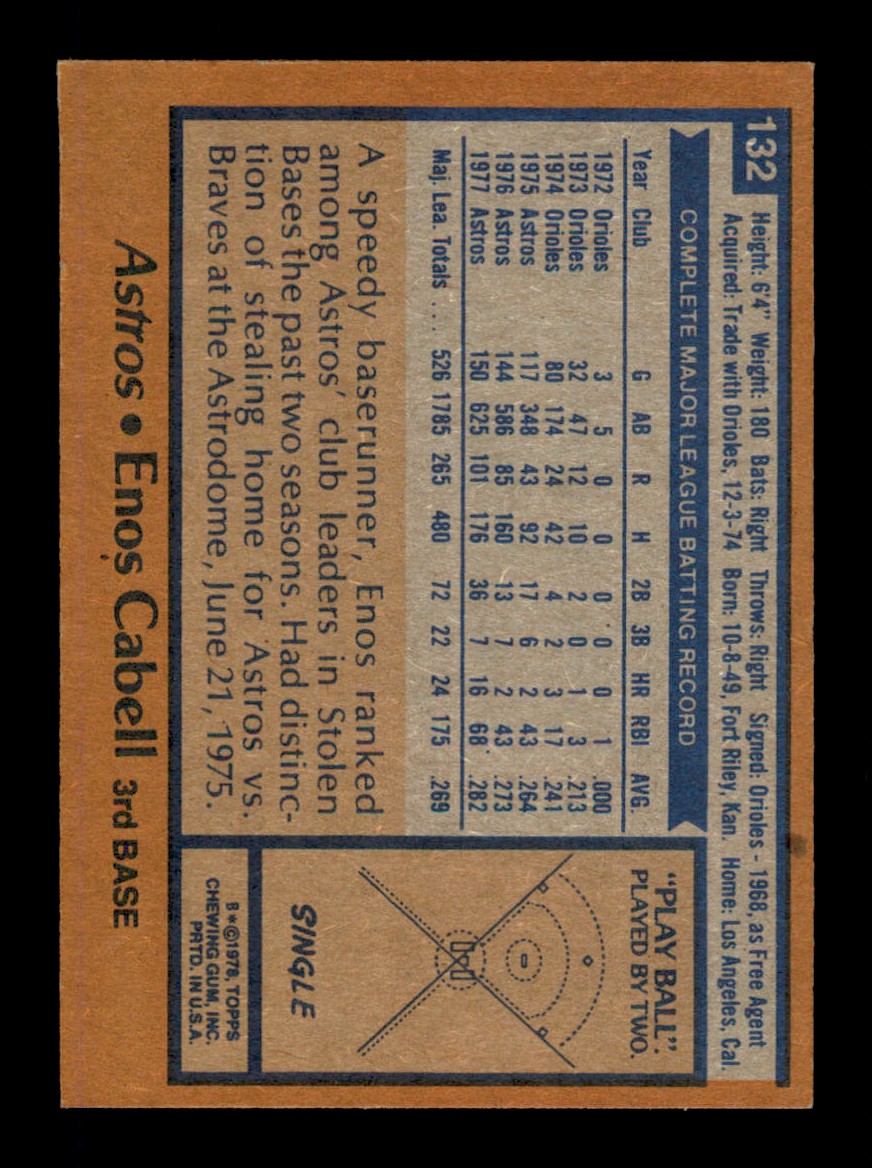 132
Height: 6'4" Weight: 180 Bats: Right Throws: Right Signed: Orioles - 1968, as Free Agent
Acquired: Trade with Orioles, 12-3-74 Born: 10-8-49, Fort Riley, Kan. Home: Los Angeles, Cal.
COMPLETE MAJOR LEAGUE BATTING RECORD
Year Club G AB R H 2B 3B HR RBI AVG.
1972 Orioles 3 5 0 0 0 0 0 1 .000
1973 Orioles 32 47 12 10 2 0 1 3 .213
1974 Orioles 80 174 24 42 4 2 3 17 .241
1975 Astros 117 348 43 92 17 6 2 43 .264
1976 Astros 144 586 85 160 13 7 2 43 .273
1977 Astros 150 625 101 176 36 7 16 68 .282
Maj. Lea. Totals .... 526 1785 265 480 72 22 24 175 .269
A speedy baserunner, Enos ranked
among Astros' club leaders in Stolen
Bases the past two seasons. Had distinc-
tion of stealing home for Astros vs.
Braves at the Astrodome, June 21, 1975.
"PLAY BALL"
PLAYED BY TWO.
SINGLE
B*©1978, TOPPS
CHEWING GUM, INC.
PRTD. IN U.S.A.
Astros • Enos Cabell 3rd BASE